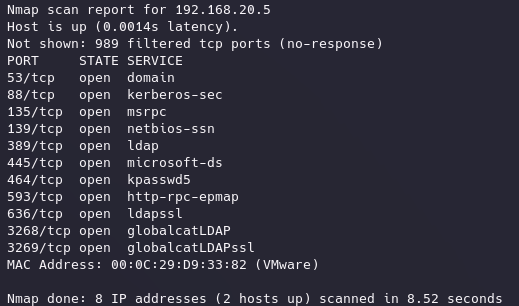 Nmap scan report for 192.168.20.5
Host is up (0.0014s latency).
Not shown: 989 filtered tcp ports (no-response)
PORT     STATE SERVICE
53/tcp   open  domain
88/tcp   open  kerberos-sec
135/tcp  open  msrpc
139/tcp  open  netbios-ssn
389/tcp  open  ldap
445/tcp  open  microsoft-ds
464/tcp  open  kpasswd5
593/tcp  open  http-rpc-epmap
636/tcp  open  ldapssl
3268/tcp open  globalcatLDAP
3269/tcp open  globalcatLDAPssl
MAC Address: 00:0C:29:D9:33:82 (VMware)
Nmap done: 8 IP addresses (2 hosts up) scanned in 8.52 seconds